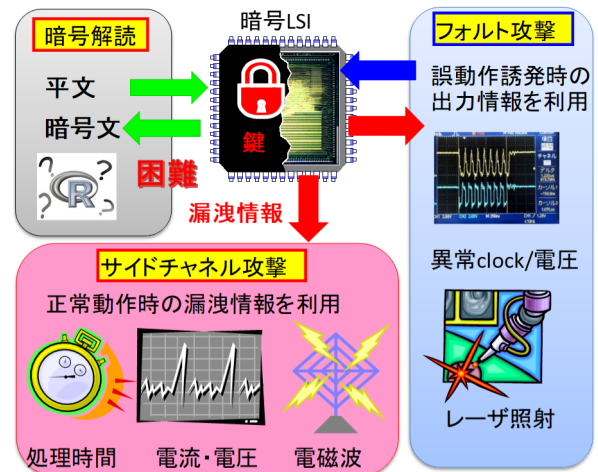 暗号LSI
暗号解読
平文
暗号文
?
?
?
?
R
困難
鍵
漏洩情報
フォルト攻撃
誤動作誘発時の
出力情報を利用
異常clock/電圧
レーザ照射
サイドチャネル攻撃
正常動作時の漏洩情報を利用
処理時間
電流・電圧
電磁波